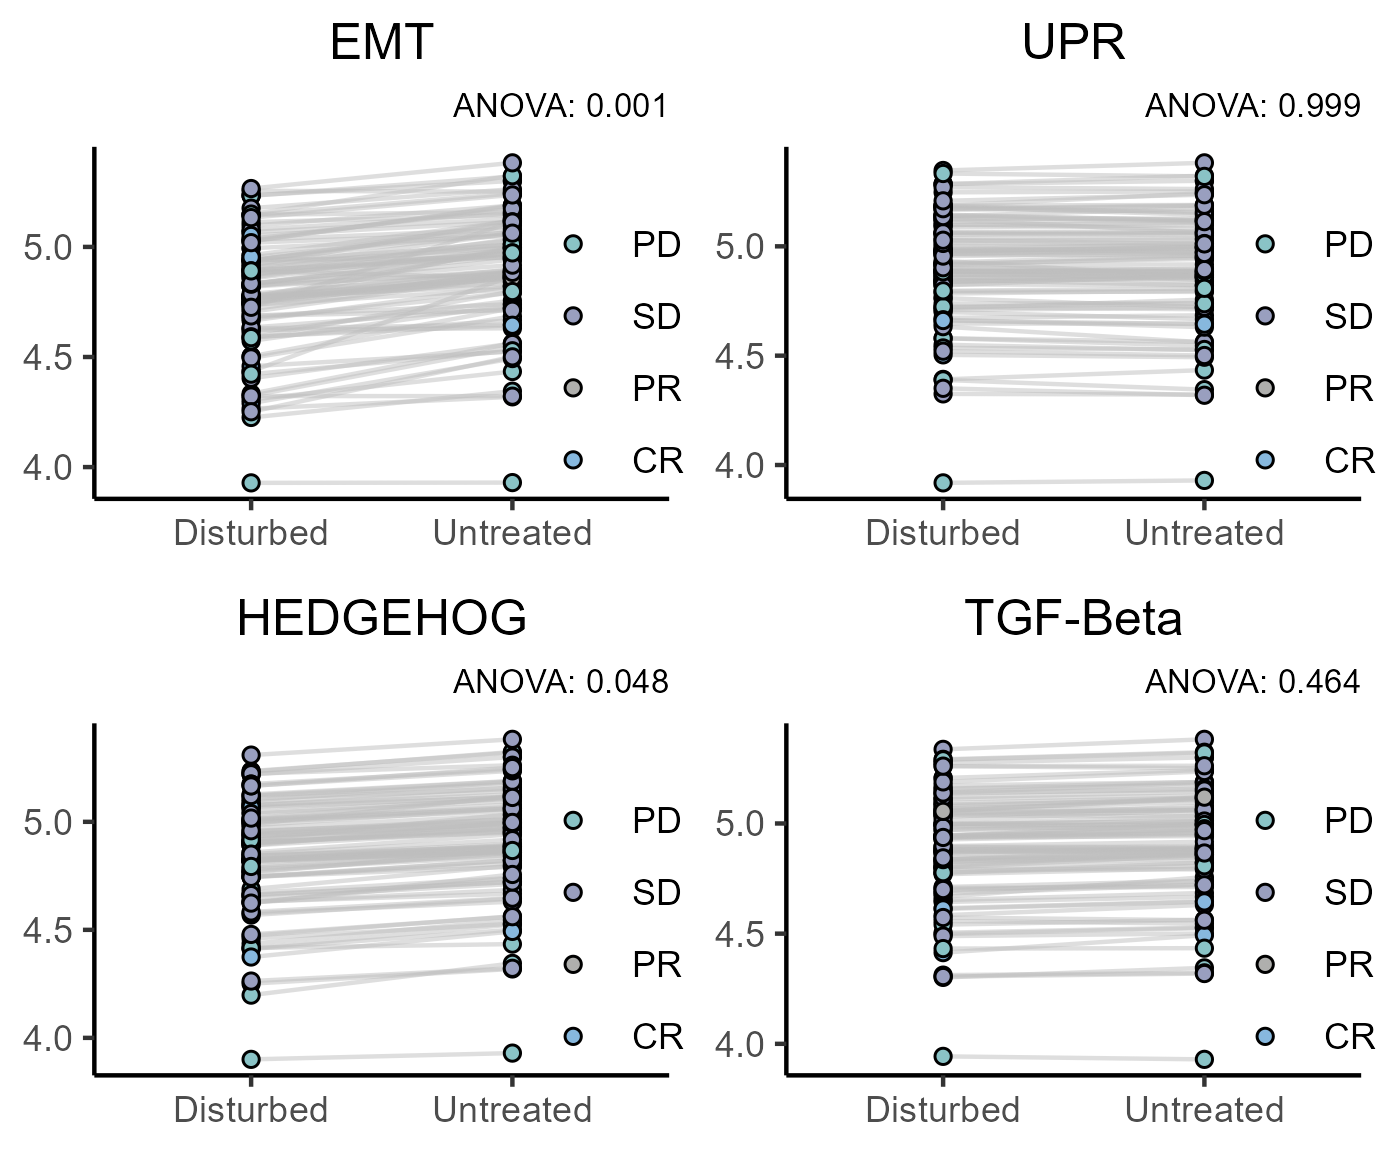 EMT
ANOVA: 0.001
5.0
4.5
4.0
PD
SD
PR
CR
Disturbed
Untreated
UPR
ANOVA: 0.999
5.0
4.5
4.0
PD
SD
PR
CR
Disturbed
Untreated
HEDGEHOG
ANOVA: 0.048
5.0
4.5
4.0
PD
SD
PR
CR
Disturbed
Untreated
TGF-Beta
ANOVA: 0.464
5.0
4.5
4.0
PD
SD
PR
CR
Disturbed
Untreated